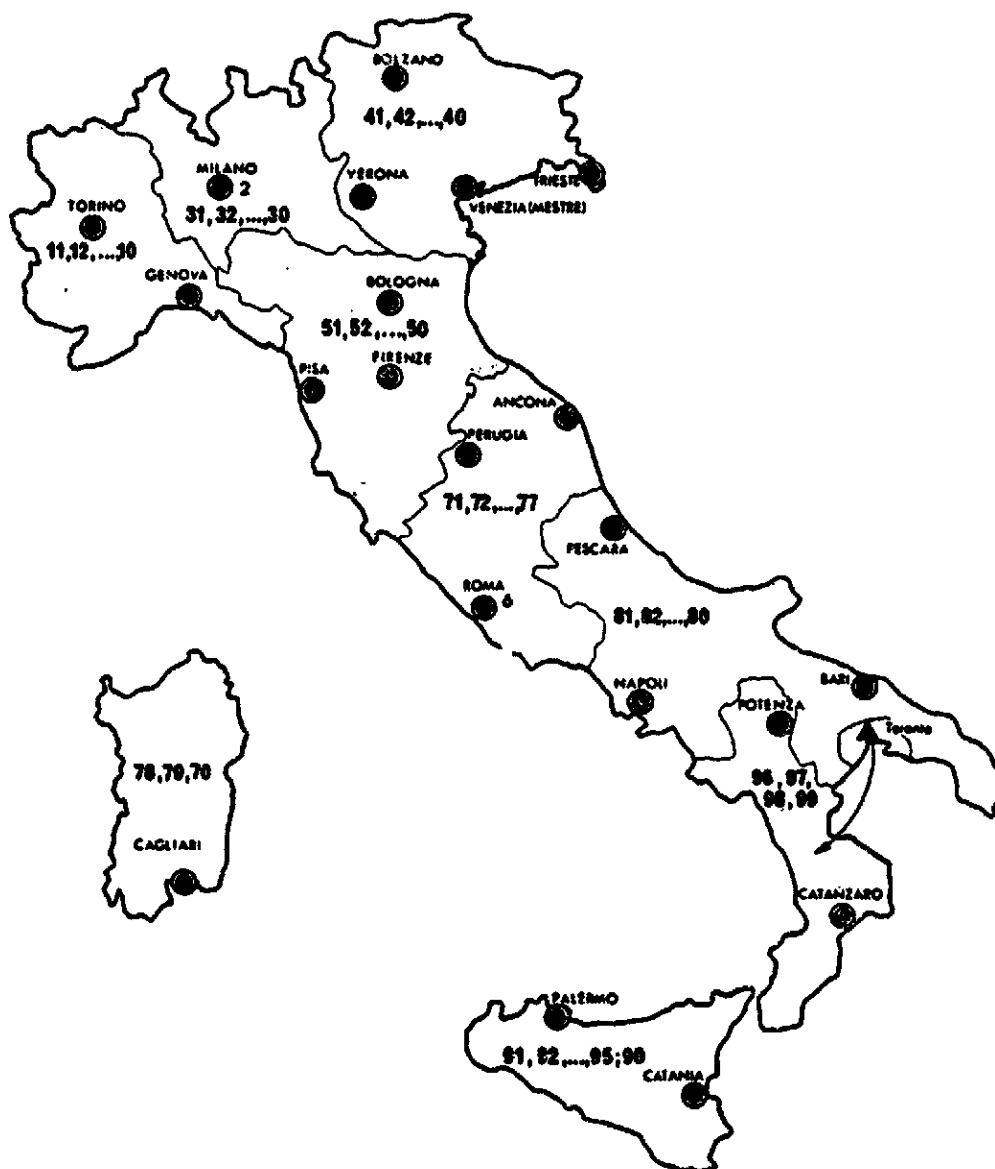 BOLZANO
41,42,...,40
MILANO
2
VERONA
TRIESTE
VENEZIA(MESTRE)
TORINO
31,32,...,30
11,12,...,10
GENOVA
BOLOGNA
51,52,...,50
PISA
FIRENZE
ANCONA
PERUGIA
71,72,...,77
PESCARA
ROMA
6
81,82,...,80
NAPOLI
BARI
POTENZA
Taranto
78,79,70
96,97,
98,99
CAGLIARI
CATANZARO
PALERMO
91,92,...,95;90
CATANIA